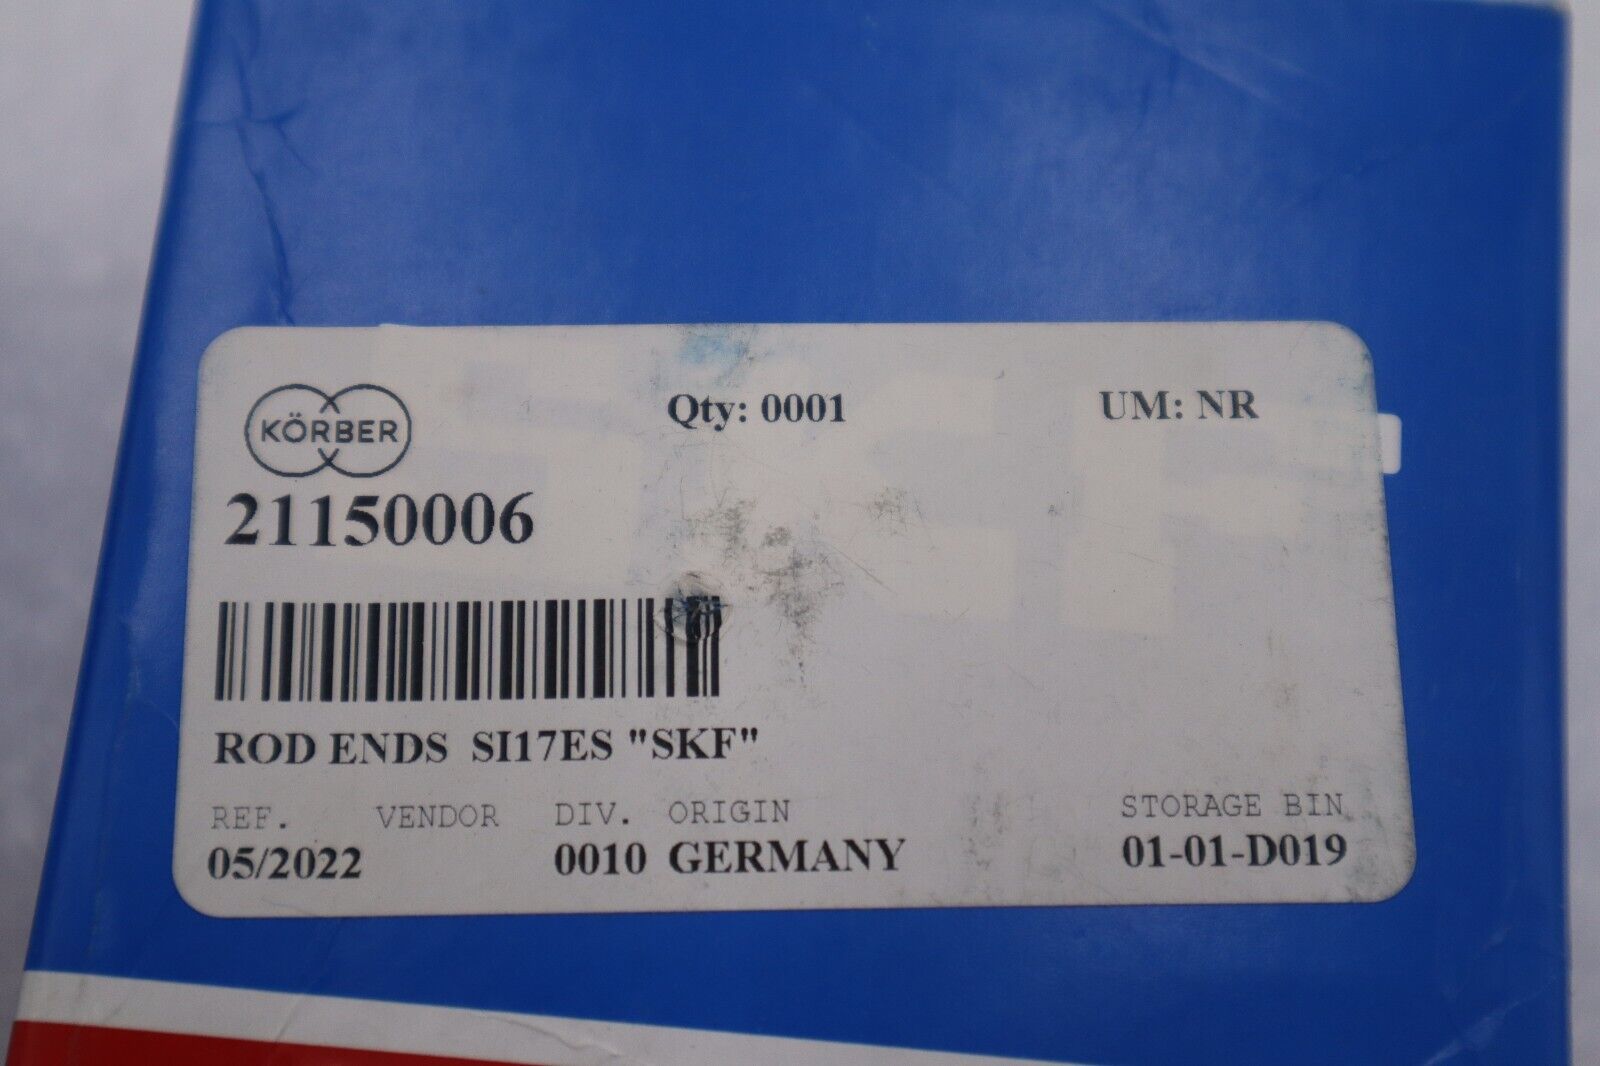 KÖRBER
Qty: 0001 UM: NR
21150006
ROD ENDS SI17ES "SKF"
REF. VENDOR DIV. ORIGIN STORAGE BIN
05/2022 0010 GERMANY 01-01-D019